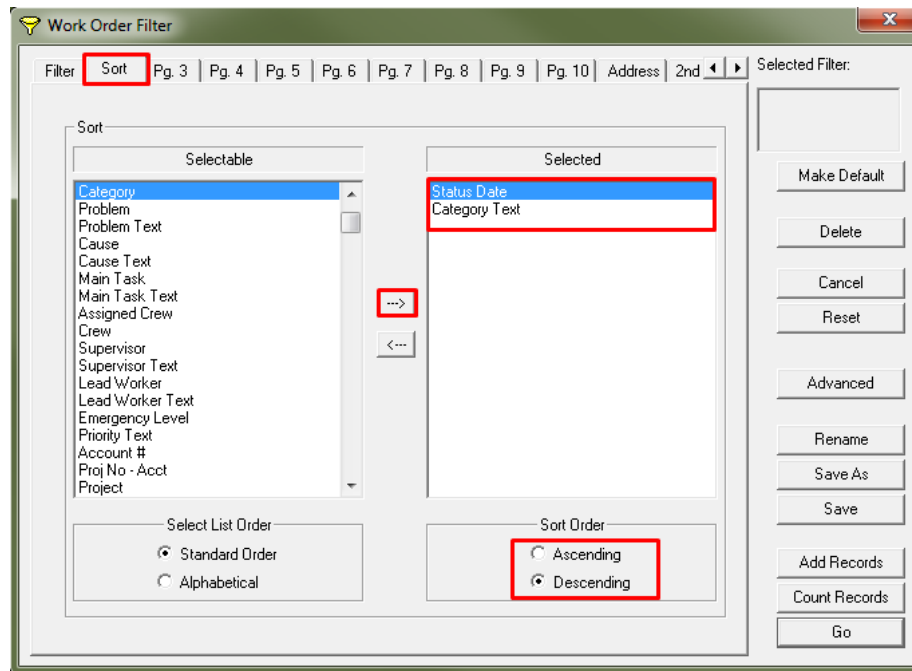 Work Order Filter
x
Filter Sort Pg. 3 Pg. 4 Pg. 5 Pg. 6 Pg. 7 Pg. 8 Pg. 9 Pg. 10 Address 2nd
Selected Filter:
Sort
Selectable
Category
Problem
Problem Text
Cause
Cause Text
Main Task
Main Task Text
Assigned Crew
Crew
Supervisor
Supervisor Text
Lead Worker
Lead Worker Text
Emergency Level
Priority Text
Account #
Proj No - Acct
Project
--->
<---
Selected
Status Date
Category Text
Select List Order
Standard Order
Alphabetical
Sort Order
Ascending
Descending
Make Default
Delete
Cancel
Reset
Advanced
Rename
Save As
Save
Add Records
Count Records
Go